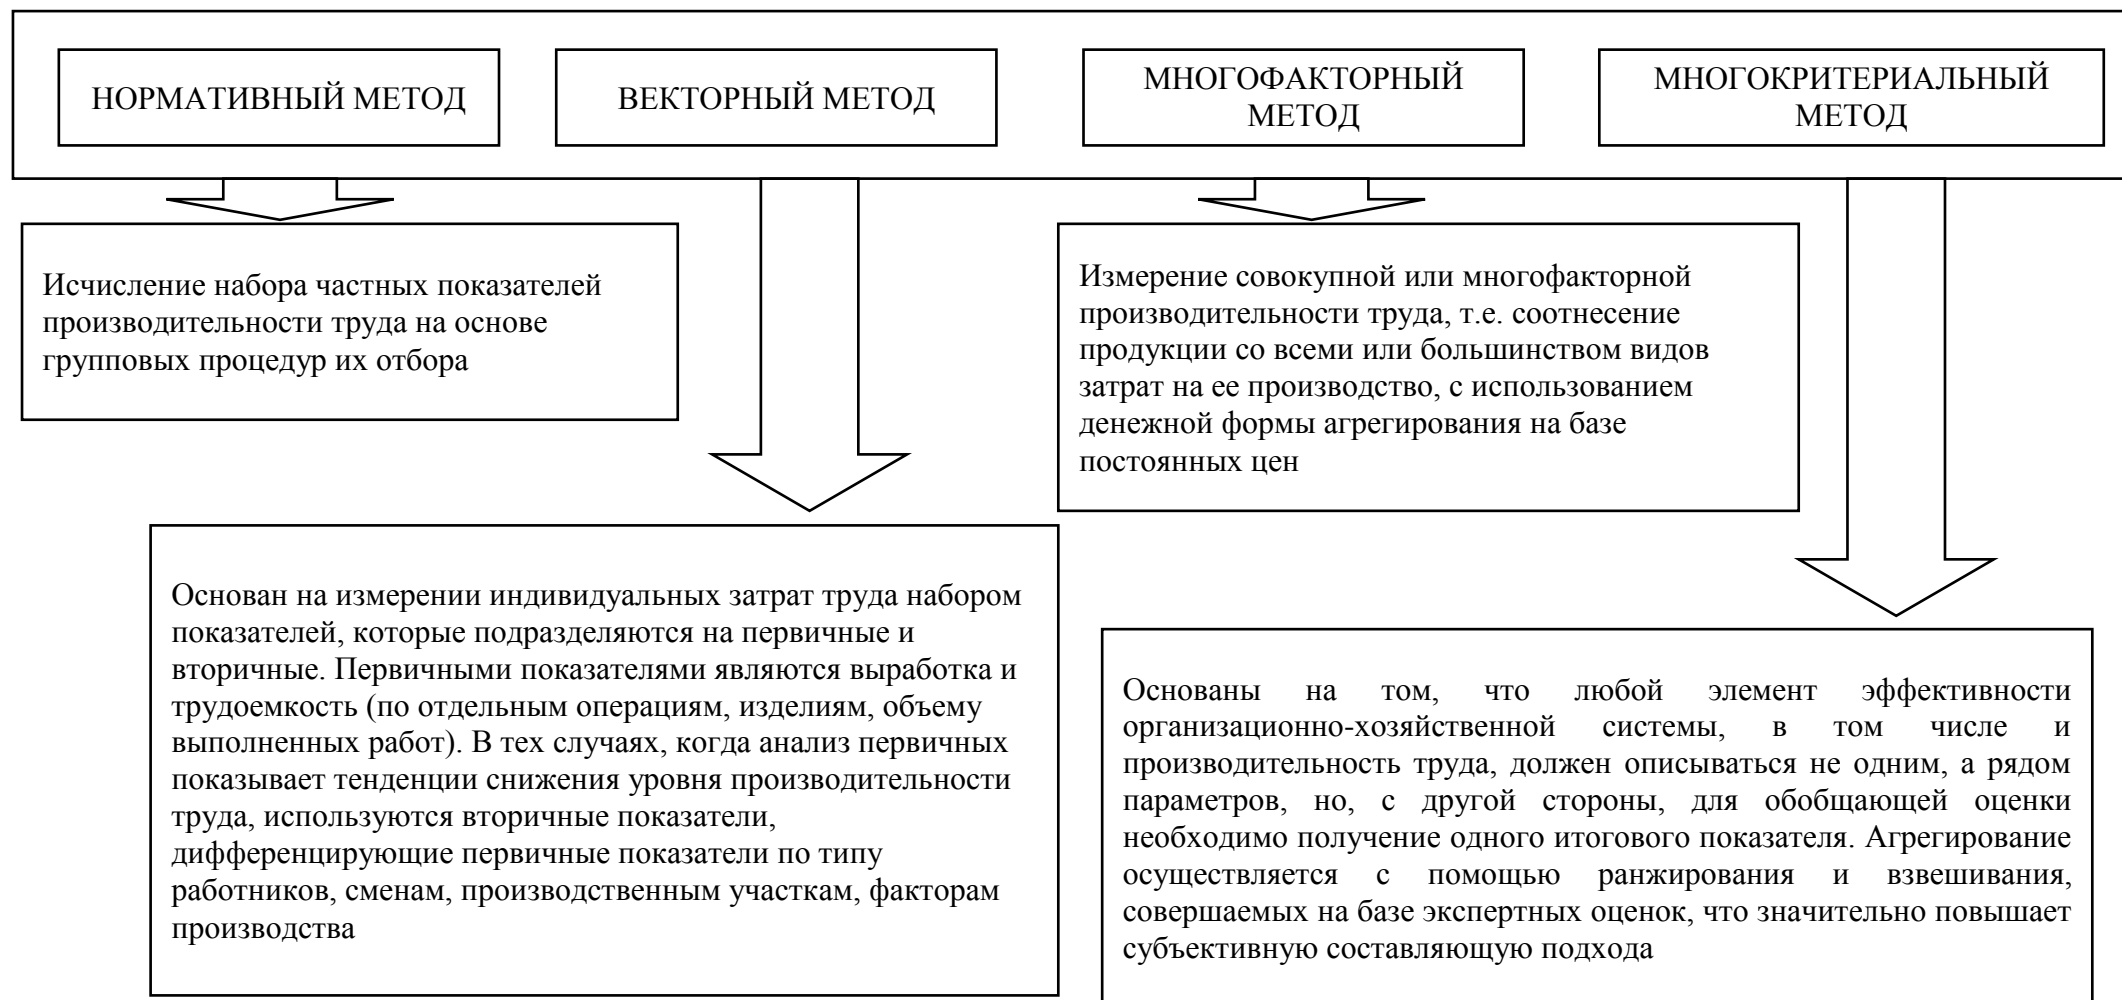 НОРМАТИВНЫЙ МЕТОД
ВЕКТОРНЫЙ МЕТОД
МНОГОФАКТОРНЫЙ
МЕТОД
МНОГОКРИТЕРИАЛЬНЫЙ
МЕТОД
Исчисление набора частных показателей
производительности труда на основе
групповых процедур их отбора
Измерение совокупной или многофакторной
производительности труда, т.е. соотнесение
продукции со всеми или большинством видов
затрат на ее производство, с использованием
денежной формы агрегирования на базе
постоянных цен
Основан на измерении индивидуальных затрат труда набором
показателей, которые подразделяются на первичные и
вторичные. Первичными показателями являются выработка и
трудоемкость (по отдельным операциям, изделиям, объему
выполненных работ). В тех случаях, когда анализ первичных
показывает тенденции снижения уровня производительности
труда, используются вторичные показатели,
дифференцирующие первичные показатели по типу
работников, сменам, производственным участкам, факторам
производства
Основаны на том, что любой элемент эффективности
организационно-хозяйственной системы, в том числе и
производительность труда, должен описываться не одним, а рядом
параметров, но, с другой стороны, для обобщающей оценки
необходимо получение одного итогового показателя. Агрегирование
осуществляется с помощью ранжирования и взвешивания,
совершаемых на базе экспертных оценок, что значительно повышает
субъективную составляющую подхода